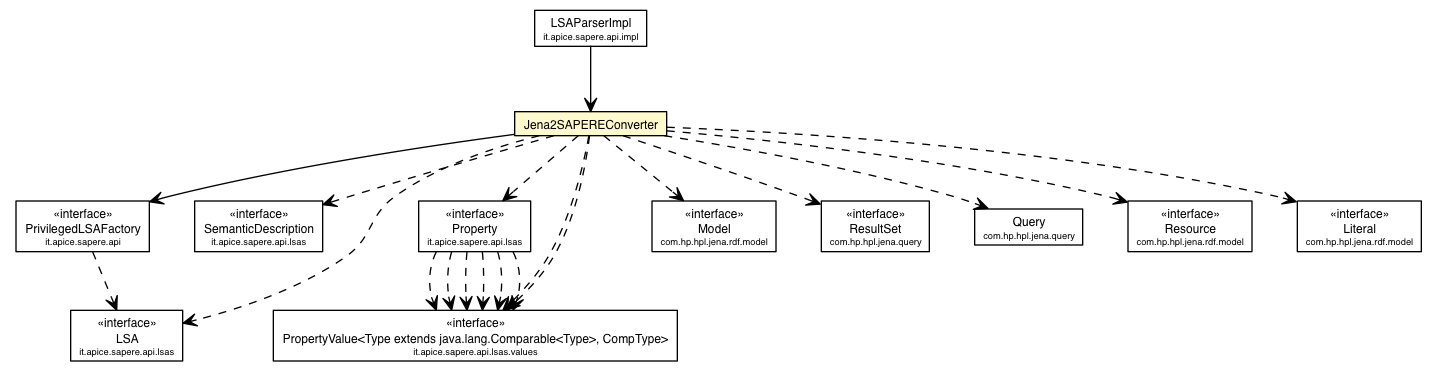 LSAParserImpl
it.apice.sapere.api.impl
Jena2SAPEREConverter
«interface»
PrivilegedLSAFactory
it.apice.sapere.api
«interface»
SemanticDescription
it.apice.sapere.api.lsas
«interface»
Property
it.apice.sapere.api.lsas
«interface»
Model
com.hp.hpl.jena.rdf.model
«interface»
ResultSet
com.hp.hpl.jena.query
Query
com.hp.hpl.jena.query
«interface»
Resource
com.hp.hpl.jena.rdf.model
«interface»
Literal
com.hp.hpl.jena.rdf.model
«interface»
LSA
it.apice.sapere.api.lsas
«interface»
PropertyValue<Type extends java.lang.Comparable<Type>, CompType>
it.apice.sapere.api.lsas.values